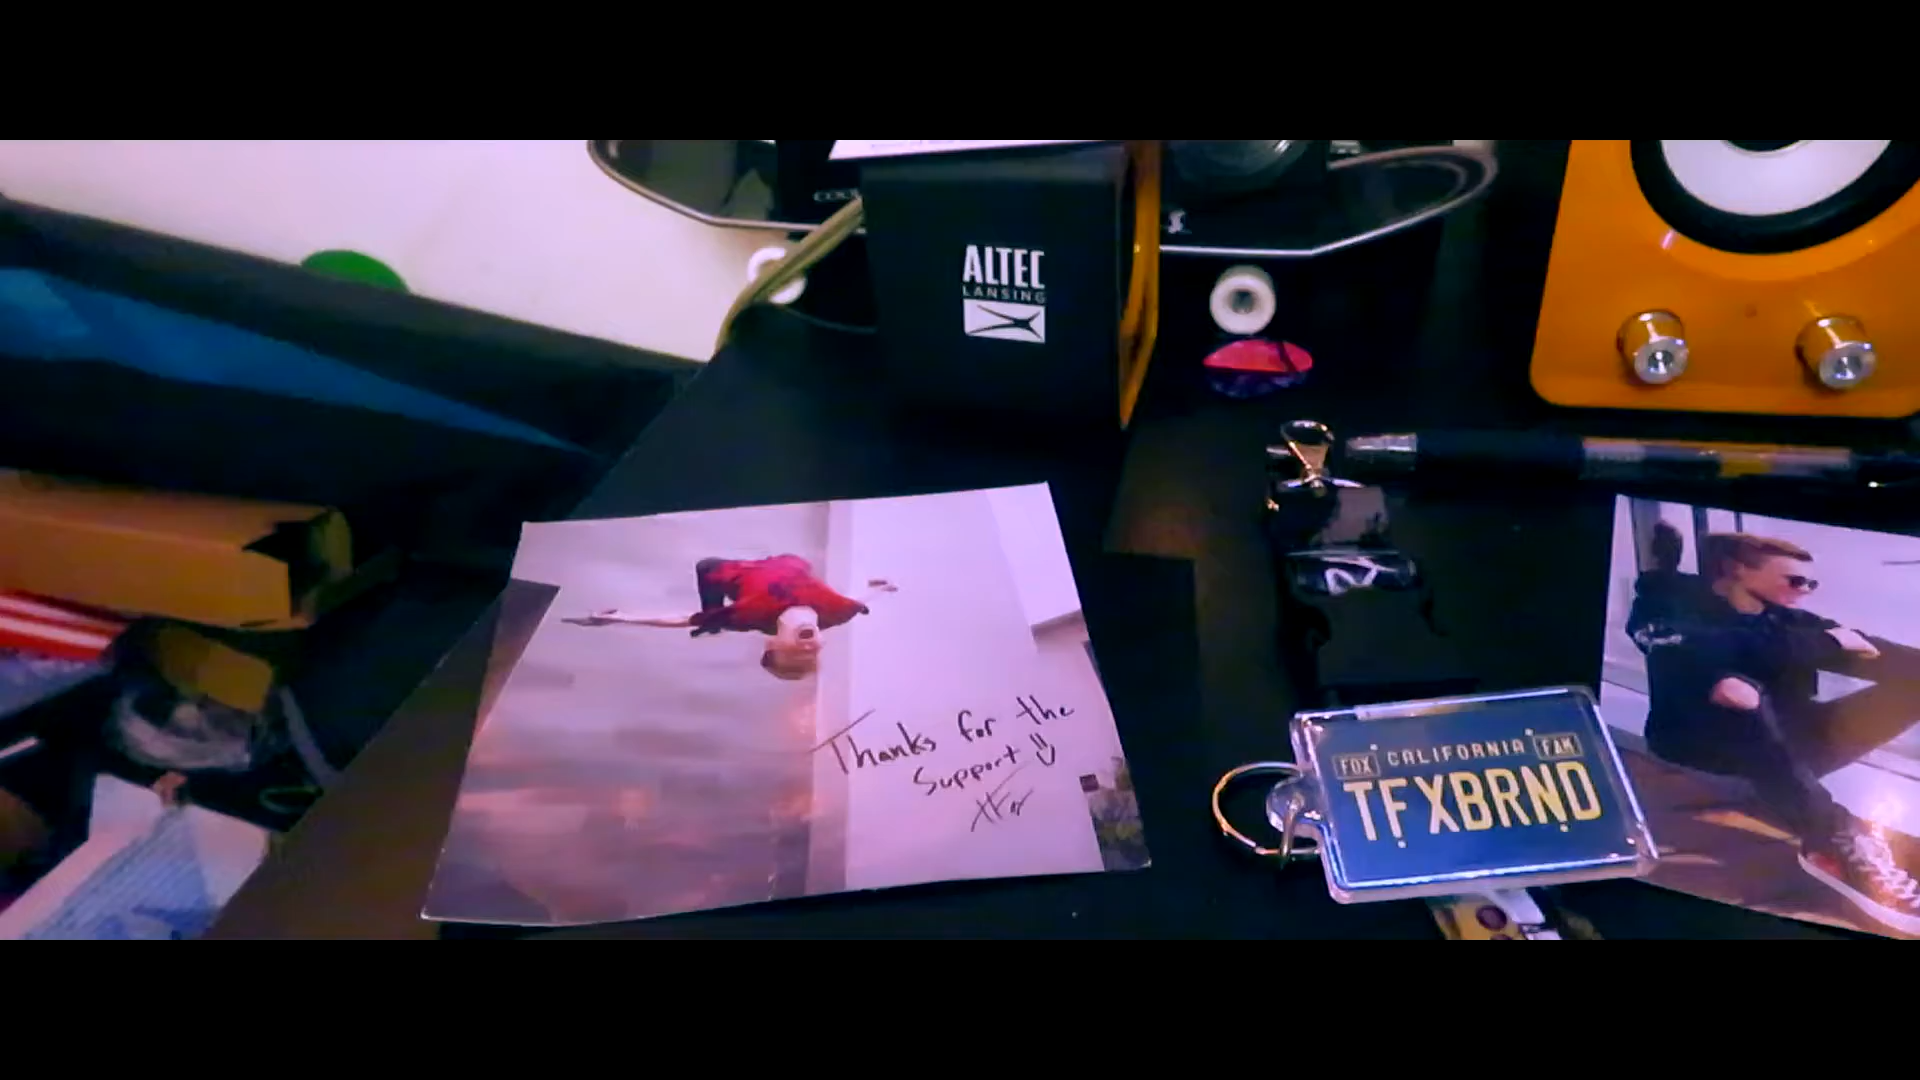 ALTEC
LANSING
Thanks for the
Support
FOX CALIFORNIA FAM
TFXBRND